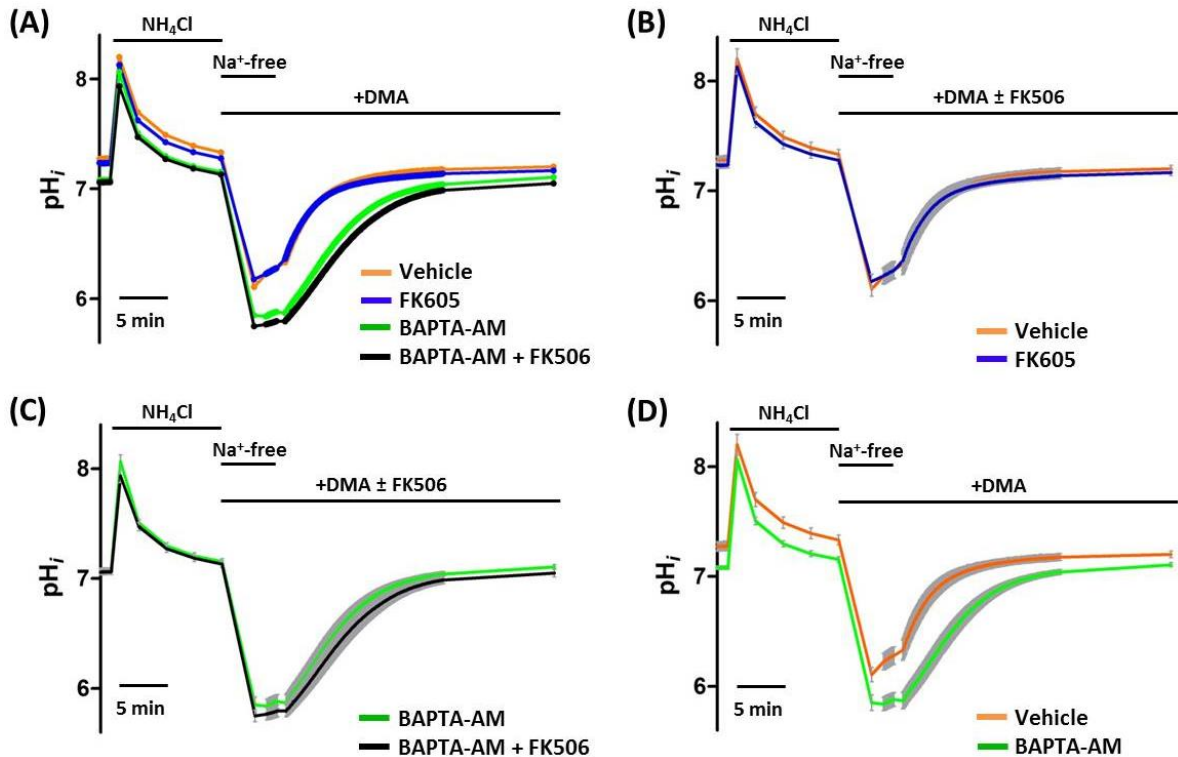 (A)
NH₄Cl
Na⁺-free
+DMA
8
7
6
pHi
5 min
Vehicle
FK605
BAPTA-AM
BAPTA-AM + FK506
(B)
NH₄Cl
Na⁺-free
+DMA ± FK506
8
7
6
pHi
5 min
Vehicle
FK605
(C)
NH₄Cl
Na⁺-free
+DMA ± FK506
8
7
6
pHi
5 min
BAPTA-AM
BAPTA-AM + FK506
(D)
NH₄Cl
Na⁺-free
+DMA
8
7
6
pHi
5 min
Vehicle
BAPTA-AM